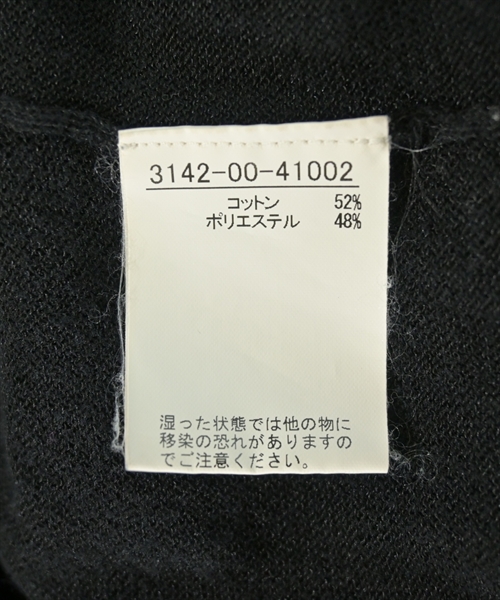 3142-00-41002
コットン 52%
ポリエステル 48%
湿った状態では他の物に
移染の恐れがありますの
でご注意ください。